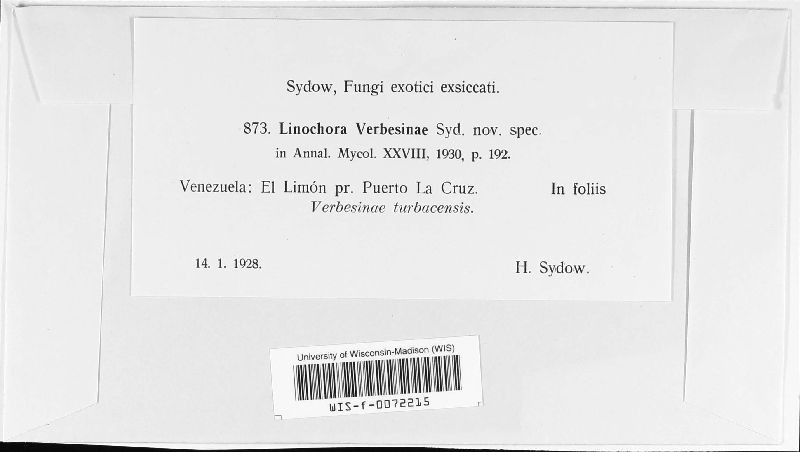 Sydow, Fungi exotici exsiccati.
873. Linochora Verbesinae Syd. nov. spec.
in Annal. Mycol. XXVIII, 1930, p. 192.
Venezuela: El Limón pr. Puerto La Cruz. In foliis
Verbesinae turbacensis.
14. 1. 1928. H. Sydow.
University of Wisconsin-Madison (WIS)
WIS-f-0072215